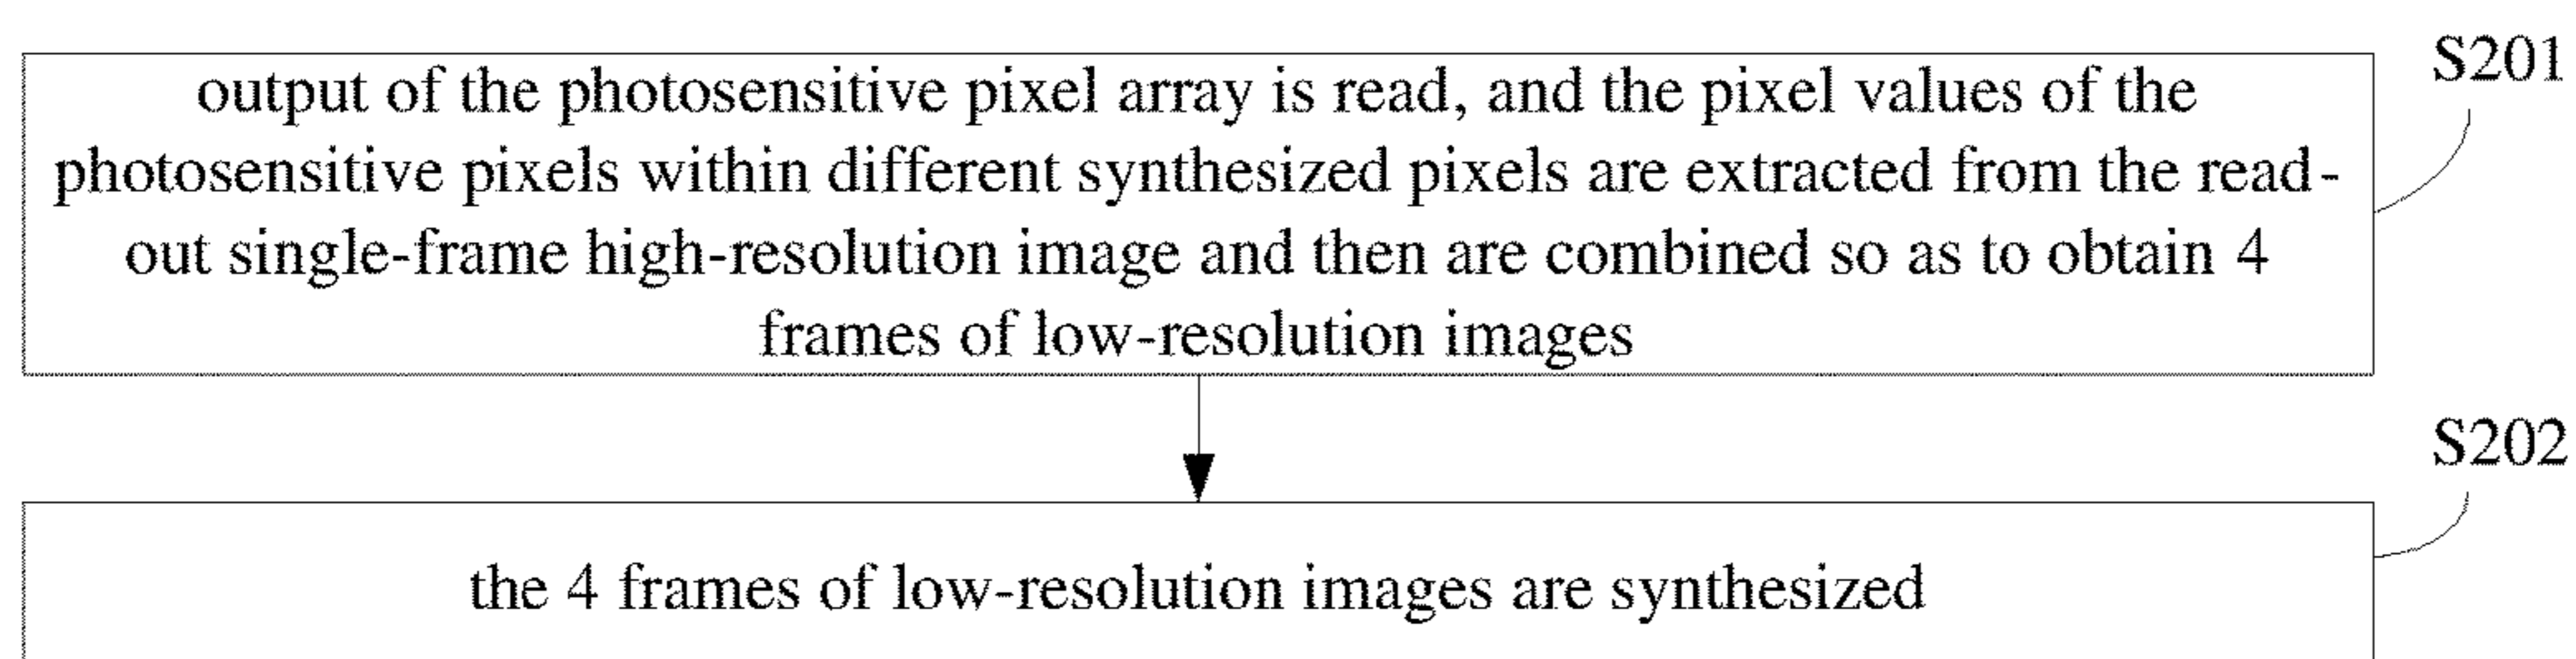 S201
output of the photosensitive pixel array is read, and the pixel values of the
photosensitive pixels within different synthesized pixels are extracted from the read-
out single-frame high-resolution image and then are combined so as to obtain 4
frames of low-resolution images
S202
the 4 frames of low-resolution images are synthesized